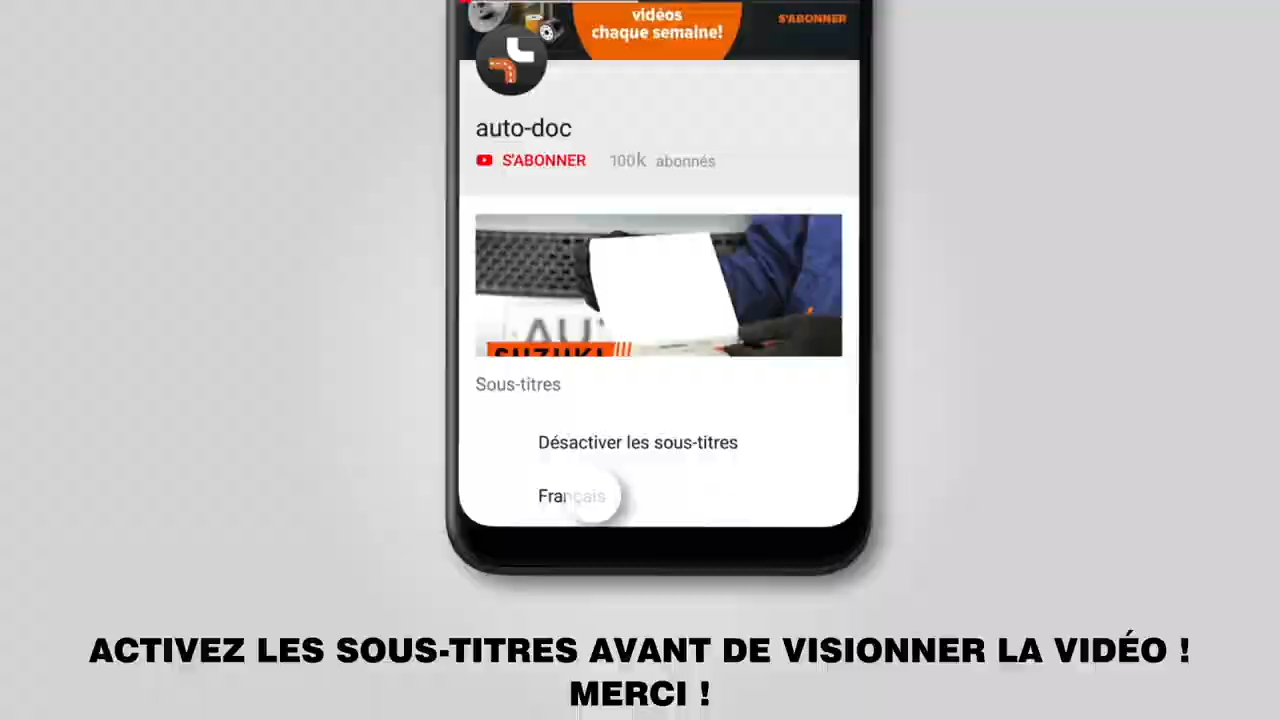 vidéos
chaque semaine!
S'ABONNER
auto-doc
S'ABONNER 100k abonnés
AU
SUZUKI
Sous-titres
Désactiver les sous-titres
Français
ACTIVEZ LES SOUS-TITRES AVANT DE VISIONNER LA VIDÉO !
MERCI !